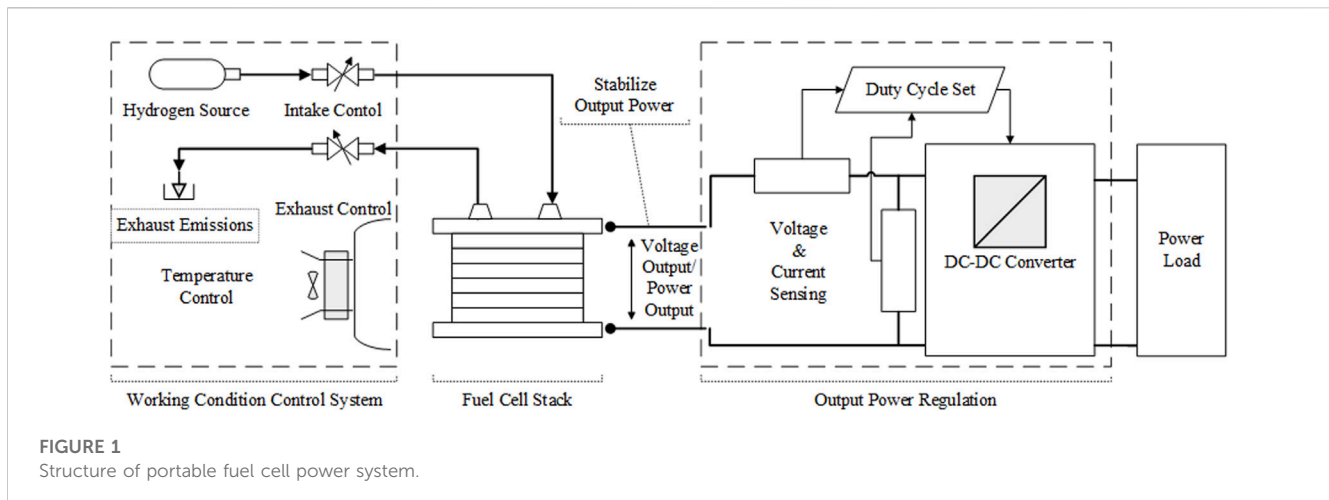 Hydrogen Source
Intake Contol
Exhaust Emissions
Exhaust Control
Temperature
Control
Working Condition Control System
Stabilize
Output Power
Voltage
Output/
Power
Output
Fuel Cell Stack
Duty Cycle Set
Voltage
&
Current
Sensing
DC-DC Converter
Output Power Regulation
Power
Load
FIGURE 1
Structure of portable fuel cell power system.